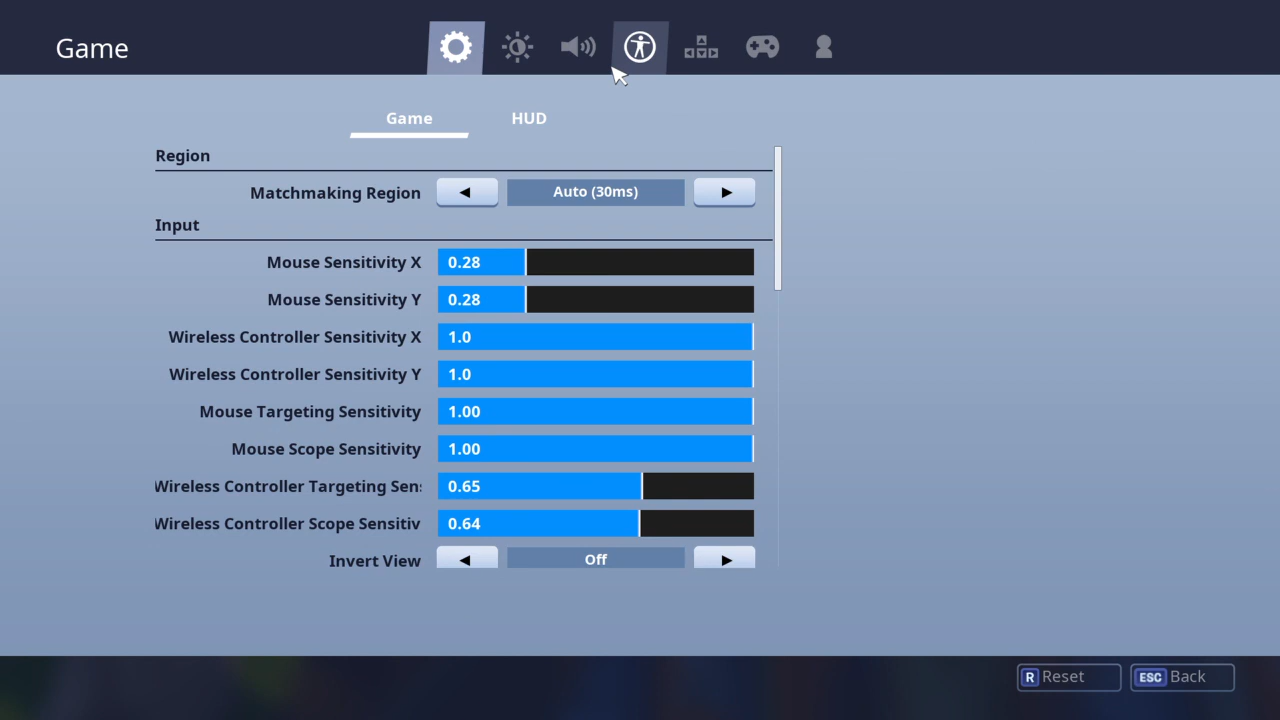 Game
Game
HUD
Region
Matchmaking Region
Auto (30ms)
Input
Mouse Sensitivity X
0.28
Mouse Sensitivity Y
0.28
Wireless Controller Sensitivity X
1.0
Wireless Controller Sensitivity Y
1.0
Mouse Targeting Sensitivity
1.00
Mouse Scope Sensitivity
1.00
Wireless Controller Targeting Sens
0.65
Wireless Controller Scope Sensitiv
0.64
Invert View
Off
R Reset
ESC Back